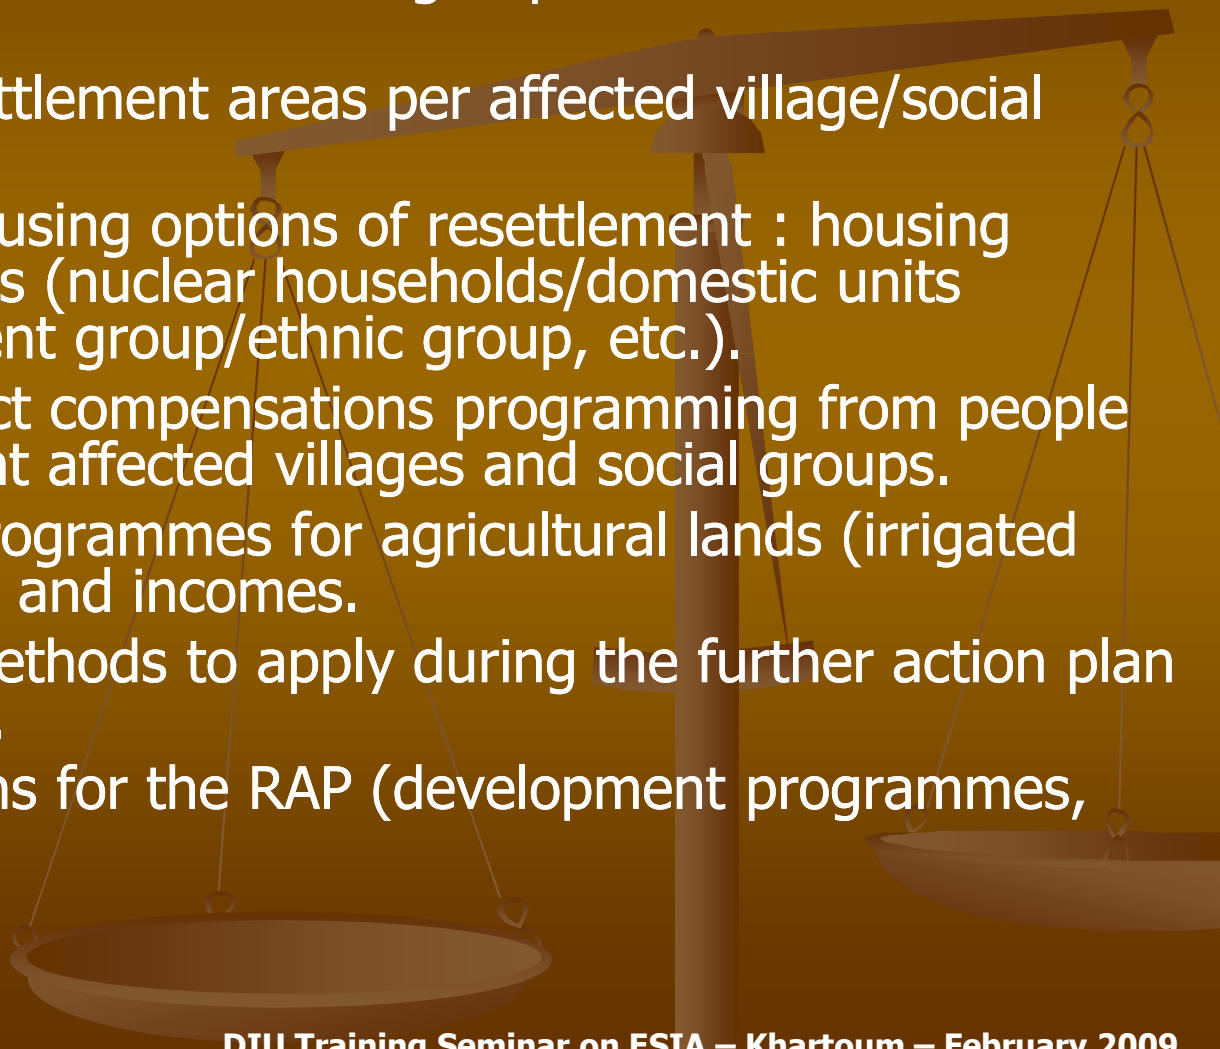 ttlement areas per affected village/social
using options of resettlement : housing
s (nuclear households/domestic units
ent group/ethnic group, etc.).
ct compensations programming from people
nt affected villages and social groups.
rogrammes for agricultural lands (irrigated
and incomes.
ethods to apply during the further action plan
.
ns for the RAP (development programmes,
DIU Training Seminar on ESIA – Khartoum – February 2009